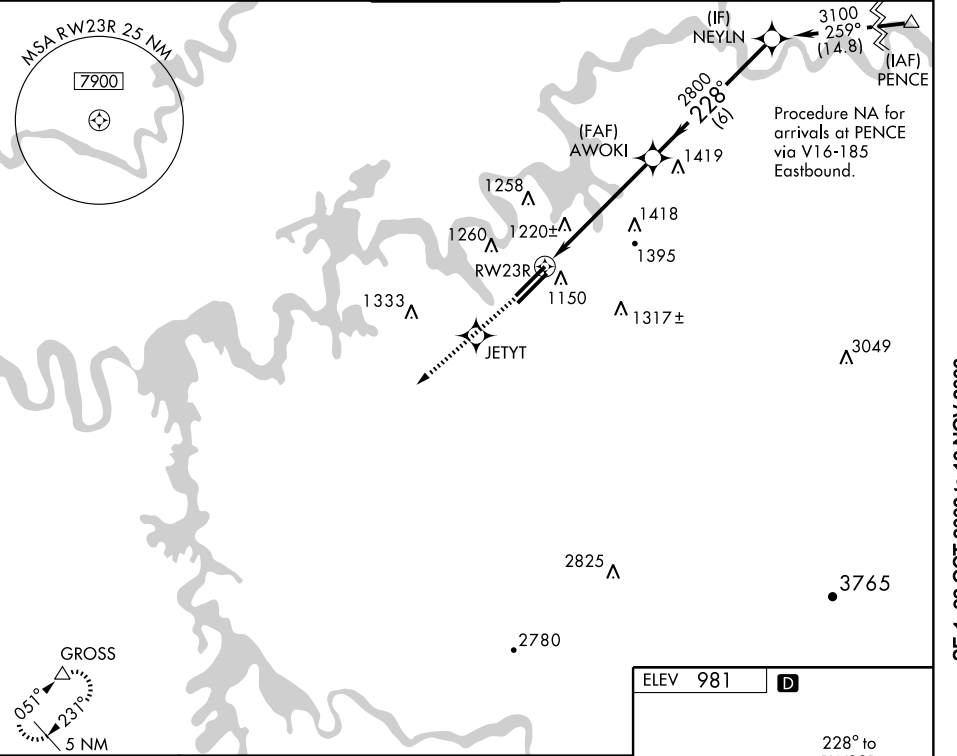 MSA RW23R 25 NM
7900
(IF)
NEYLN
3100
259°
(14.8)
(IAF)
PENCE
2800
228°
(6)
Procedure NA for
arrivals at PENCE
via V16-185
Eastbound.
(FAF)
AWOKI
1419
1258
1418
1260
1220±
1395
RW23R
1150
1333
1317±
JETYT
3049
2825
3765
2780
GROSS
051°
231°
5 NM
ELEV 981
D
228° to